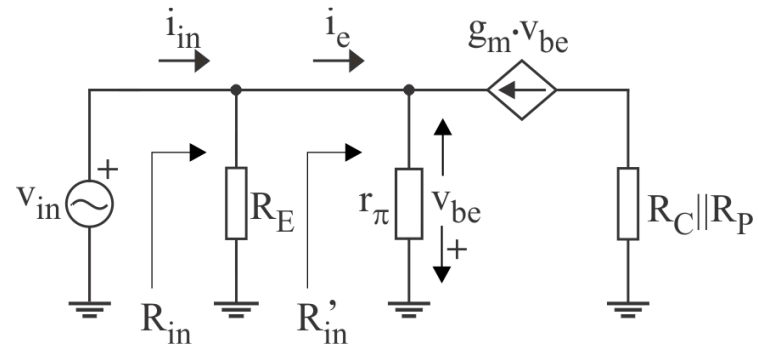 i_in
i_e
g_m·v_be
+
v_in
R_E
r_π
v_be
+
R_C||R_P
R_in
R'_in